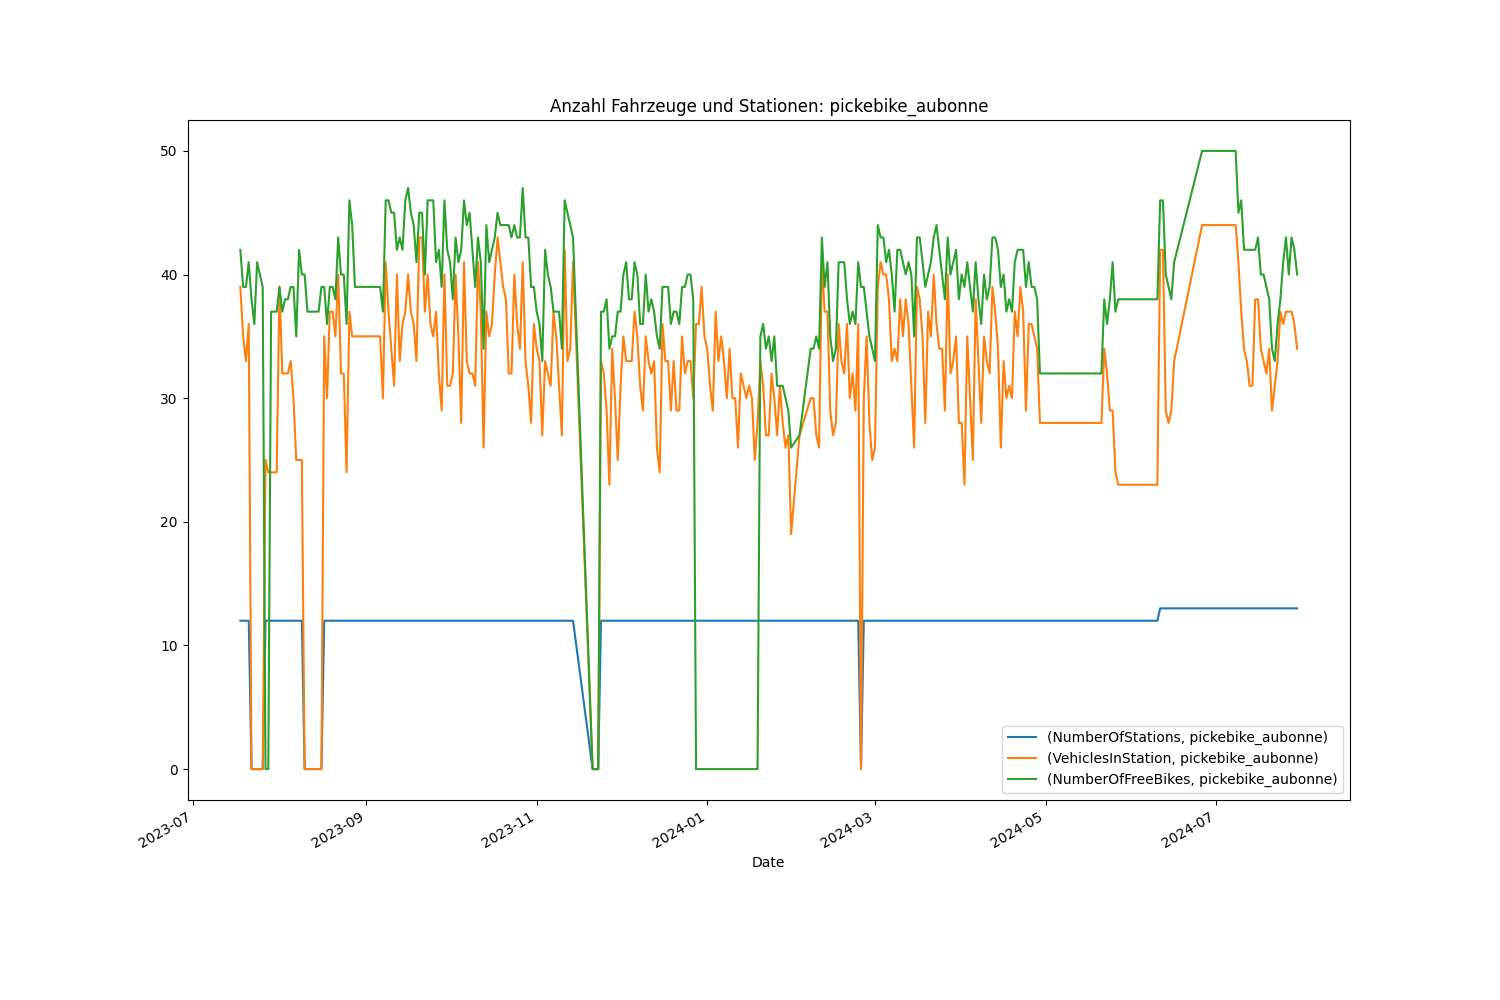 Anzahl Fahrzeuge und Stationen: pickebike_aubonne
50
40
30
20
10
0
(NumberOfStations, pickebike_aubonne)
(VehiclesInStation, pickebike_aubonne)
(NumberOfFreeBikes, pickebike_aubonne)
2023-07
2023-09
2023-11
2024-01
2024-03
2024-05
2024-07
Date